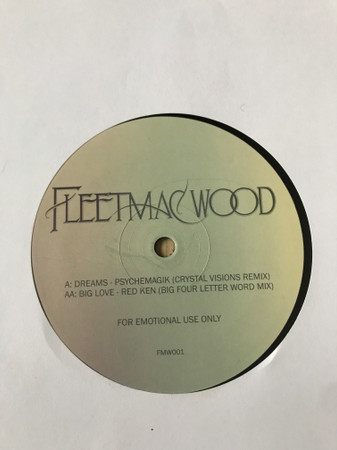 FLEETMAC WOOD
A: DREAMS - PSYCHEMAGIK (CRYSTAL VISIONS REMIX)
AA: BIG LOVE - RED KEN (BIG FOUR LETTER WORD MIX)
FOR EMOTIONAL USE ONLY
FMW001